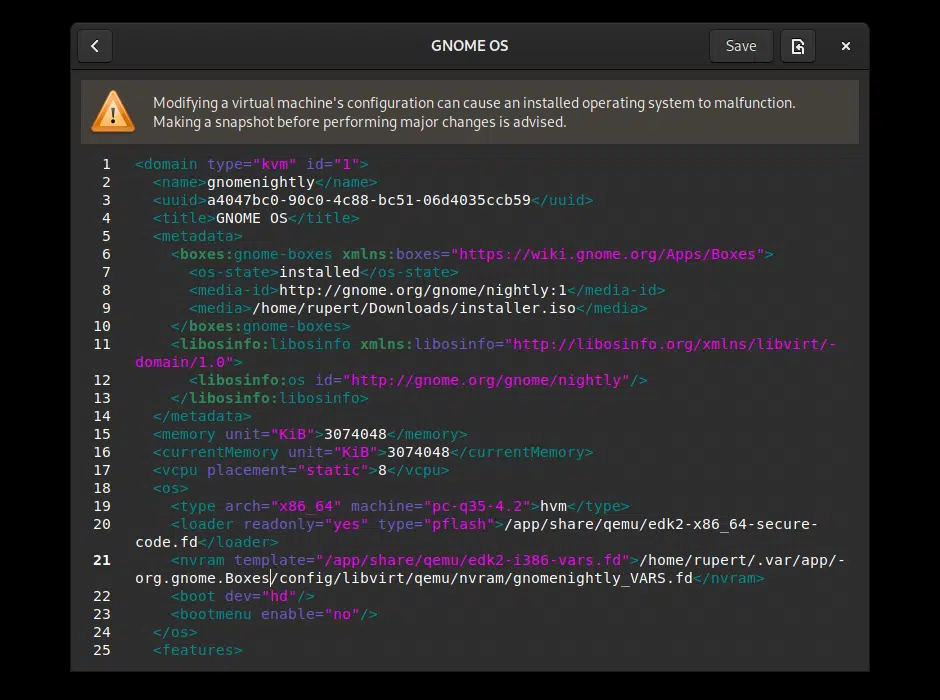 GNOME OS
Save
Modifying a virtual machine's configuration can cause an installed operating system to malfunction.
Making a snapshot before performing major changes is advised.
1 <domain type="kvm" id="1">
2 <name>gnomenightly</name>
3 <uuid>a4047bc0-90c0-4c88-bc51-06d4035ccb59</uuid>
4 <title>GNOME OS</title>
5 <metadata>
6 <boxes:gnome-boxes xmlns:boxes="https://wiki.gnome.org/Apps/Boxes">
7 <os-state>installed</os-state>
8 <media-id>http://gnome.org/gnome/nightly:1</media-id>
9 <media>/home/rupert/Downloads/installer.iso</media>
10 </boxes:gnome-boxes>
11 <libosinfo:libosinfo xmlns:libosinfo="http://libosinfo.org/xmlns/libvirt/-
domain/1.0">
12 <libosinfo:os id="http://gnome.org/gnome/nightly"/>
13 </libosinfo:libosinfo>
14 </metadata>
15 <memory unit="KiB">3074048</memory>
16 <currentMemory unit="KiB">3074048</currentMemory>
17 <vcpu placement="static">8</vcpu>
18 <os>
19 <type arch="x86_64" machine="pc-q35-4.2">hvm</type>
20 <loader readonly="yes" type="pflash">/app/share/qemu/edk2-x86_64-secure-
code.fd</loader>
21 <nvram template="/app/share/qemu/edk2-i386-vars.fd">/home/rupert/.var/app/-
org.gnome.Boxes/config/libvirt/qemu/nvram/gnomenightly_VARS.fd</nvram>
22 <boot dev="hd"/>
23 <bootmenu enable="no"/>
24 </os>
25 <features>